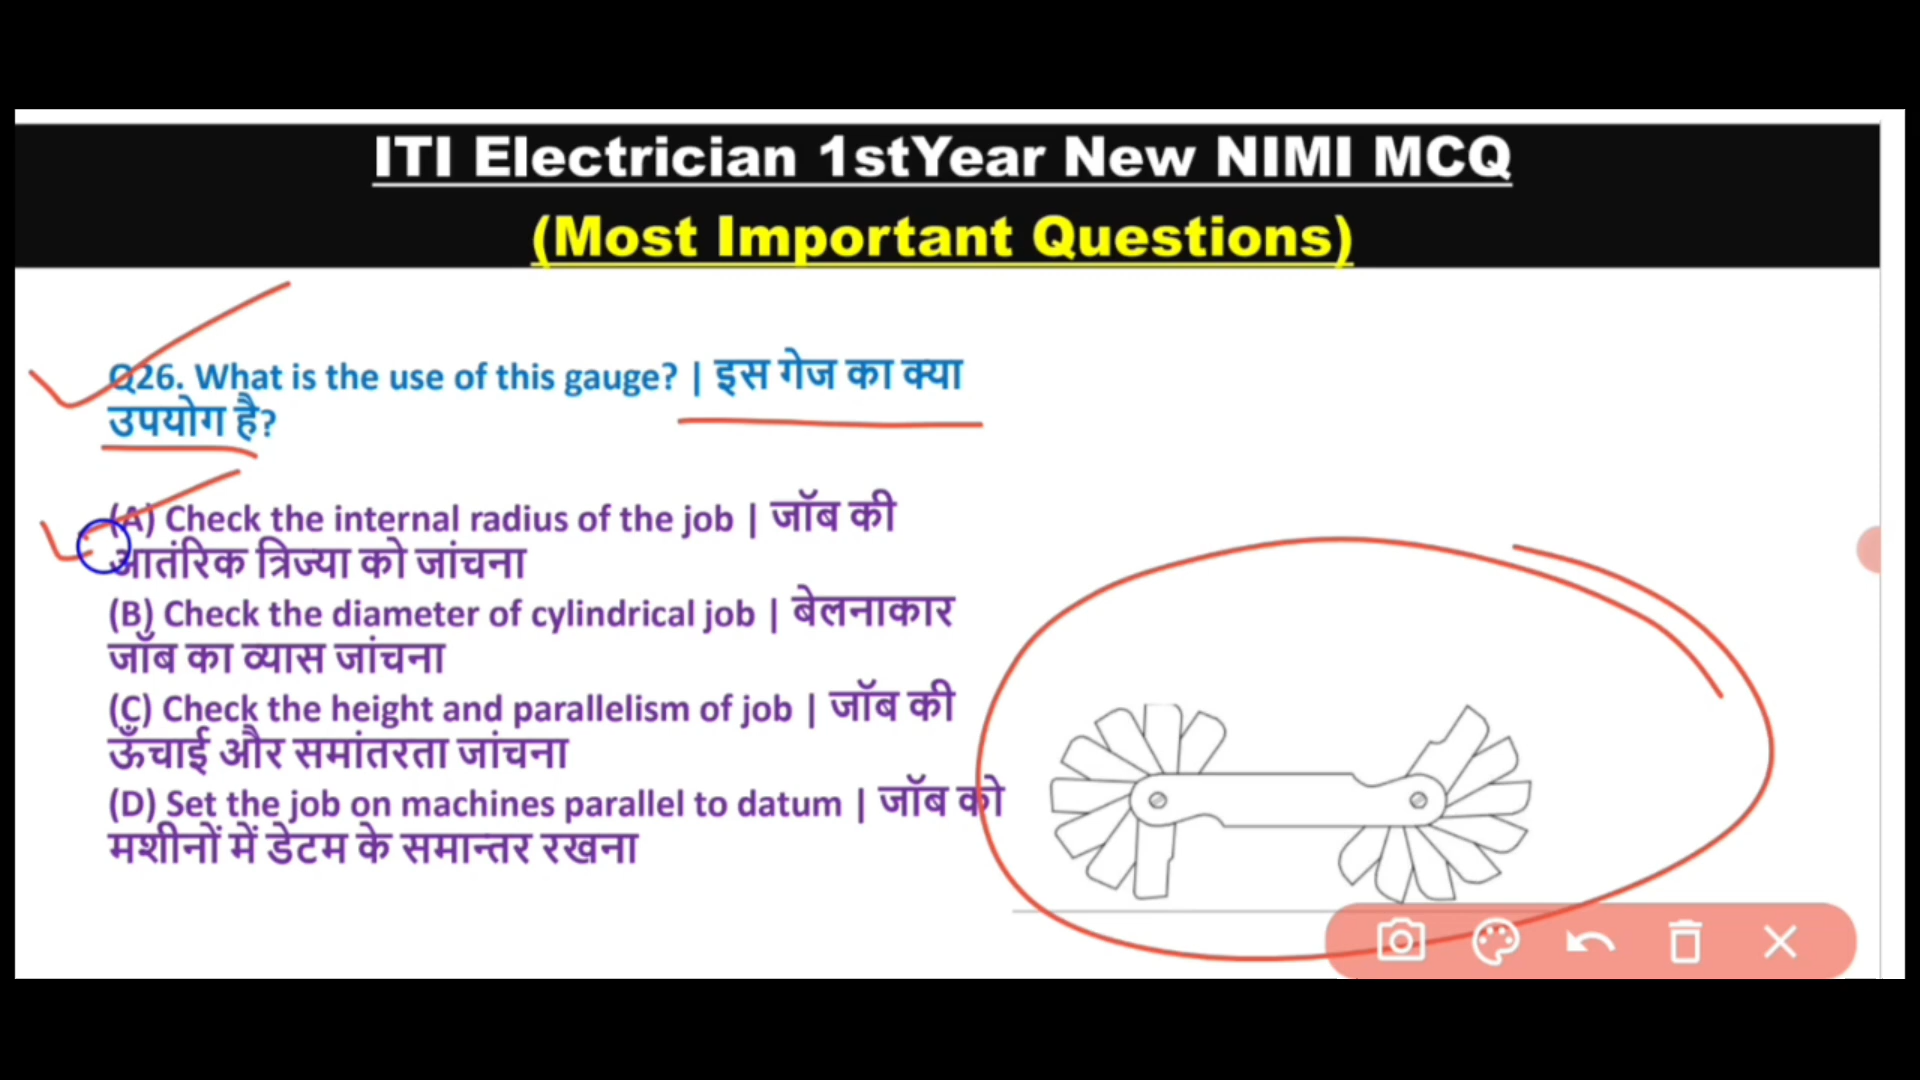 ITI Electrician 1stYear New NIMI MCQ
(Most Important Questions)
Q26. What is the use of this gauge? | इस गेज का क्या
उपयोग है?
(A) Check the internal radius of the job | जॉब की
आतंरिक त्रिज्या को जांचना
(B) Check the diameter of cylindrical job | बेलनाकार
जॉब का व्यास जांचना
(C) Check the height and parallelism of job | जॉब की
ऊँचाई और समांतरता जांचना
(D) Set the job on machines parallel to datum | जॉब को
मशीनों में डेटम के समान्तर रखना